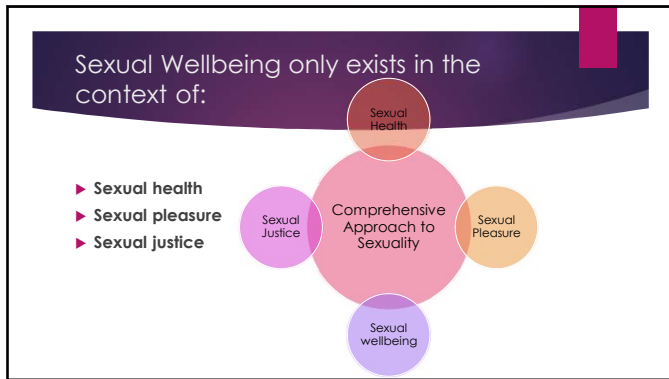 Sexual Wellbeing only exists in the
context of:
Sexual
Health
Sexual health
Sexual pleasure
Sexual justice
Sexual
Justice
Comprehensive
Approach to
Sexuality
Sexual
Pleasure
Sexual
wellbeing